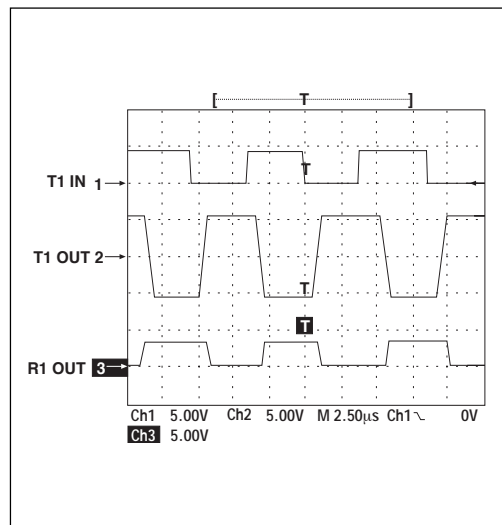 [ T ]
T
T1 IN 1
T1 OUT 2
T
T
R1 OUT 3
Ch1 5.00V Ch2 5.00V M 2.50µs Ch1 0V
Ch3 5.00V